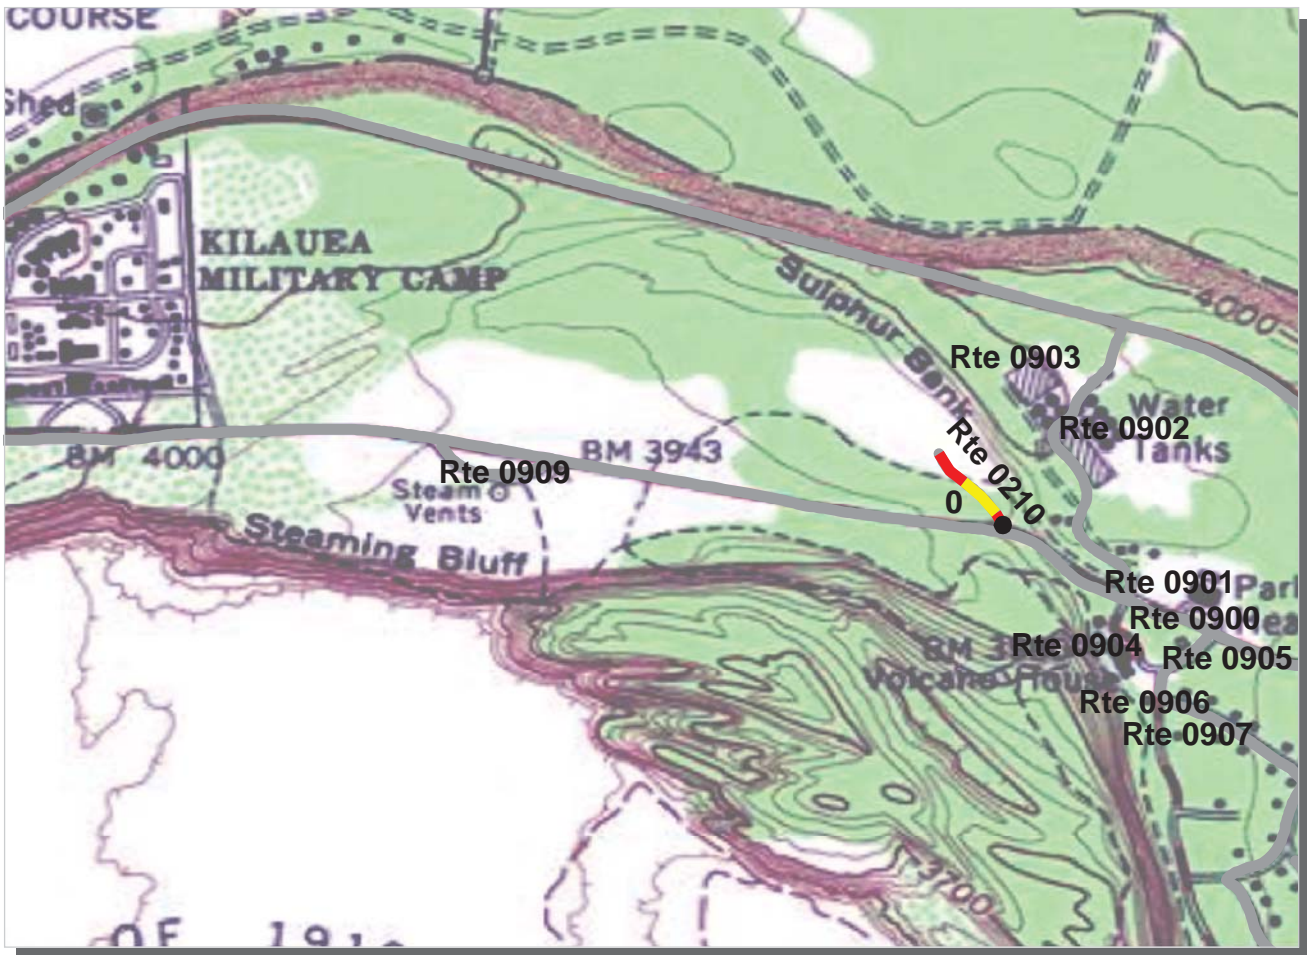 COURSE
Shed
KILAUEA
MILITARY CAMP
4000
Sulphur Bank
Rte 0903
Water
Tanks
Rte 0902
Rte 0210
0
BM 3943
BM 4000
Rte 0909
Steam
Vents
Steaming Bluff
Rte 0901
Park
Rte 0900
Rte 0904
Rte 0905
Volcano House
Rte 0906
Rte 0907
3700
OF